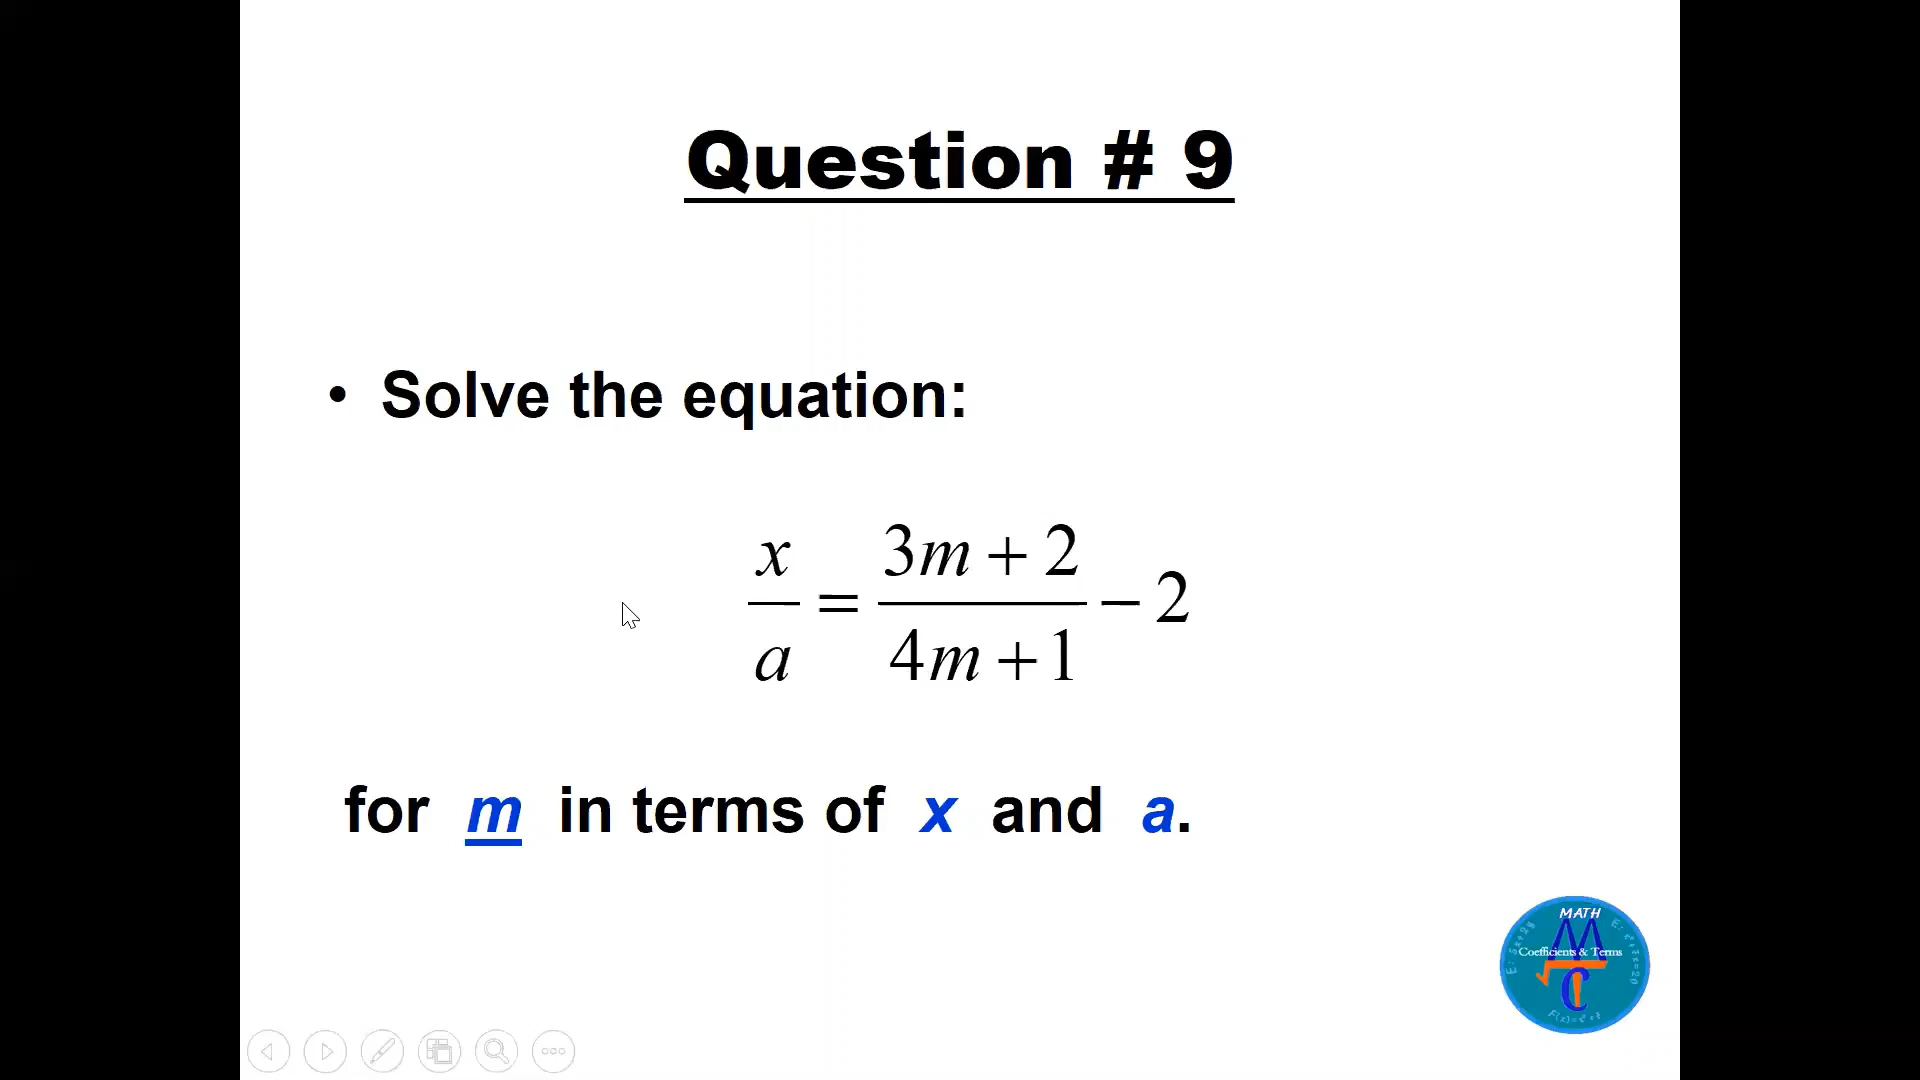 Question # 9
• Solve the equation:
x/a = (3m + 2)/(4m + 1) − 2
for m in terms of x and a.
MATH
Coefficients & Terms